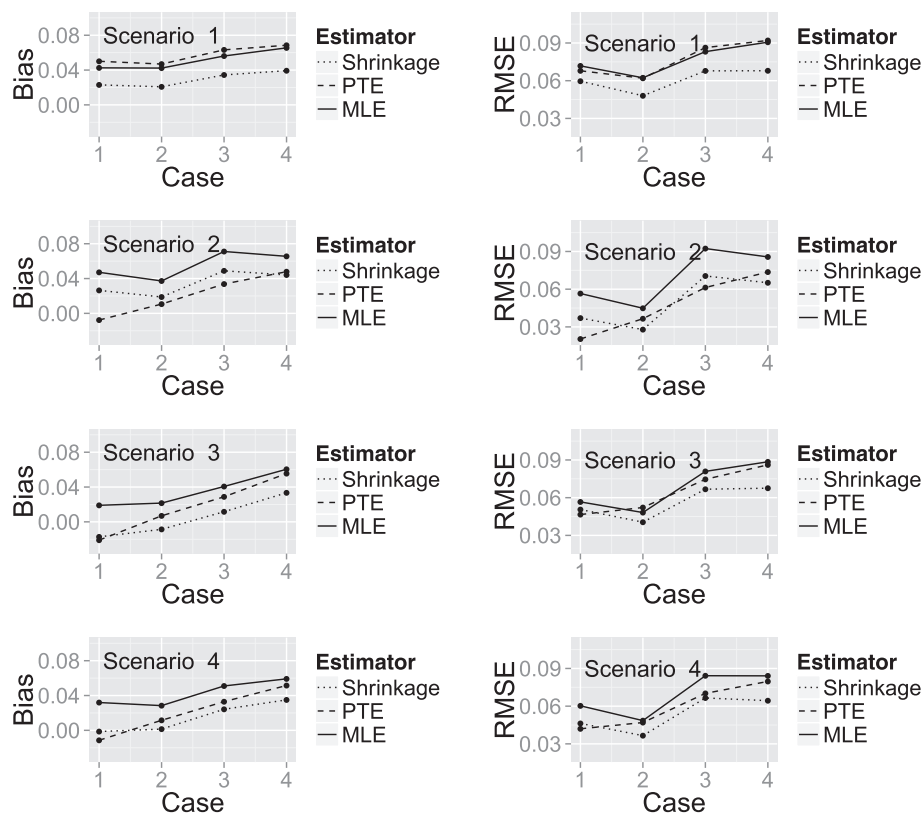 Bias
0.08
0.04
0.00
Scenario 1
1 2 3 4
Case
Estimator
Shrinkage
PTE
MLE
RMSE
0.09
0.06
0.03
Scenario 1
1 2 3 4
Case
Estimator
Shrinkage
PTE
MLE
Bias
0.08
0.04
0.00
Scenario 2
1 2 3 4
Case
Estimator
Shrinkage
PTE
MLE
RMSE
0.09
0.06
0.03
Scenario 2
1 2 3 4
Case
Estimator
Shrinkage
PTE
MLE
Bias
0.08
0.04
0.00
Scenario 3
1 2 3 4
Case
Estimator
Shrinkage
PTE
MLE
RMSE
0.09
0.06
0.03
Scenario 3
1 2 3 4
Case
Estimator
Shrinkage
PTE
MLE
Bias
0.08
0.04
0.00
Scenario 4
1 2 3 4
Case
Estimator
Shrinkage
PTE
MLE
RMSE
0.09
0.06
0.03
Scenario 4
1 2 3 4
Case
Estimator
Shrinkage
PTE
MLE